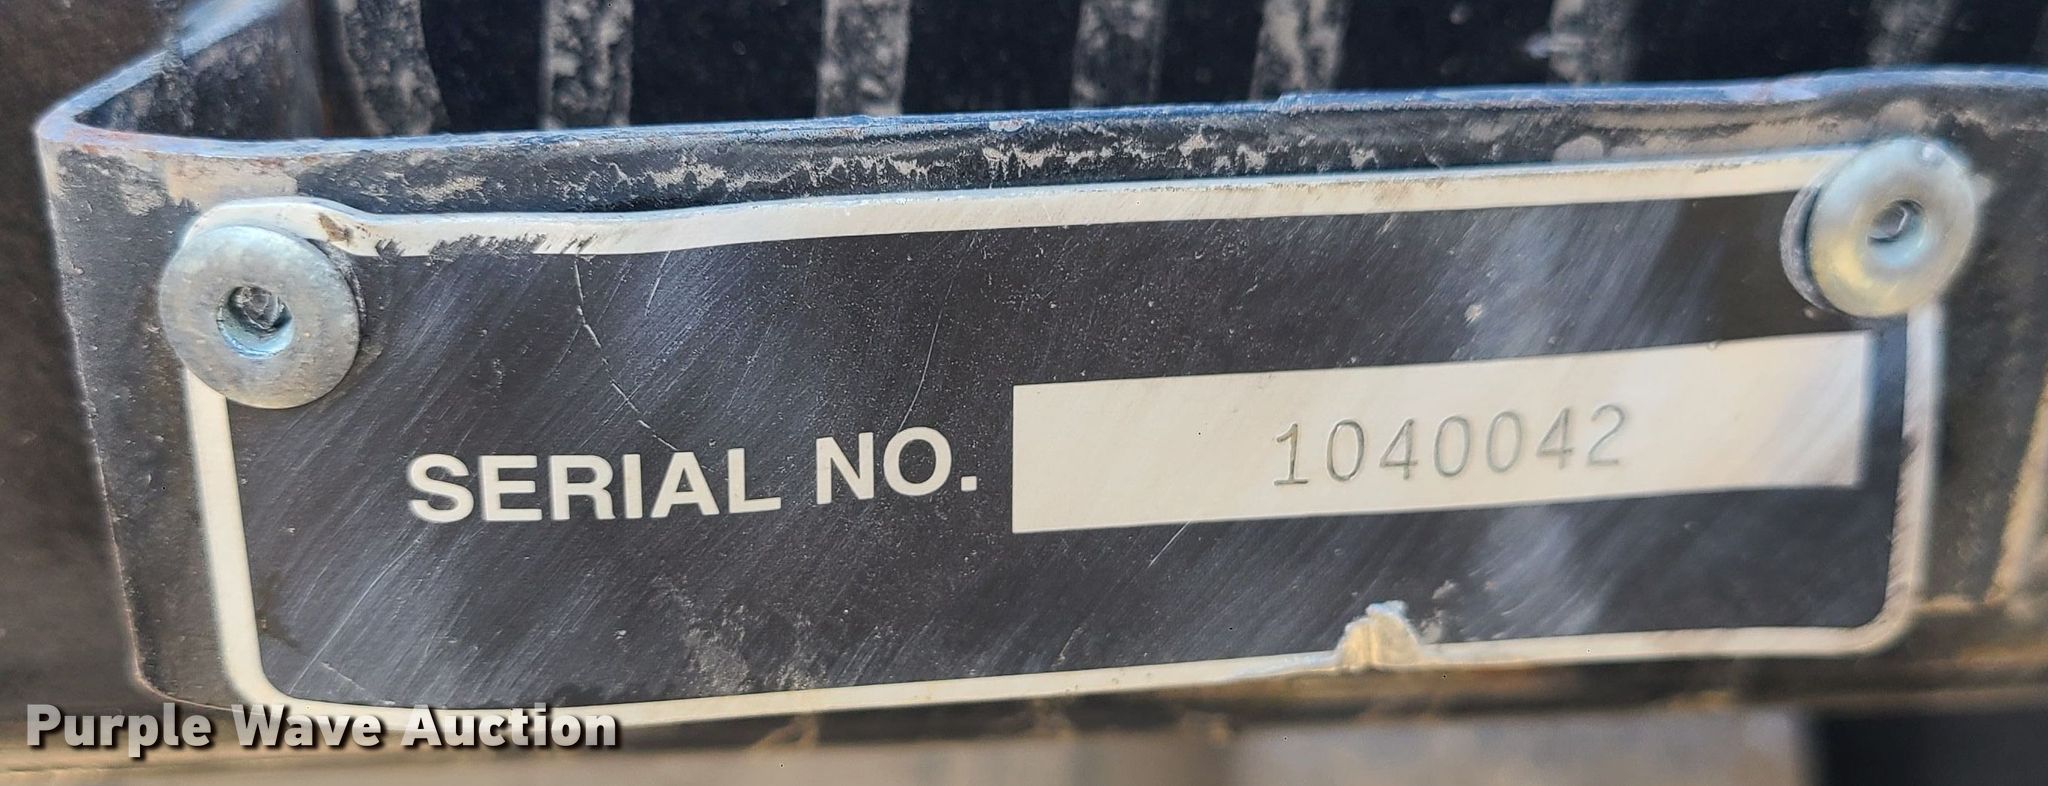 SERIAL NO. 1040042
Purple Wave Auction